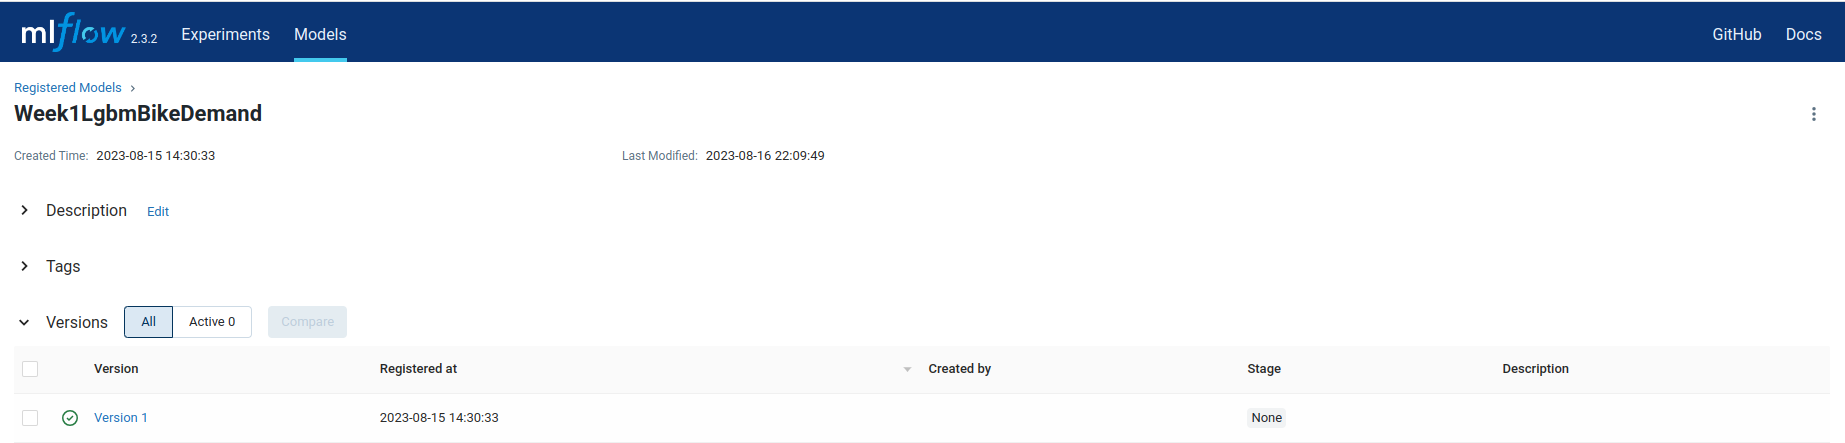 mlflow 2.3.2 Experiments Models GitHub Docs
Registered Models ›
Week1LgbmBikeDemand
Created Time: 2023-08-15 14:30:33 Last Modified: 2023-08-16 22:09:49
Description Edit
Tags
Versions All Active 0 Compare
Version Registered at Created by Stage Description
Version 1 2023-08-15 14:30:33 None